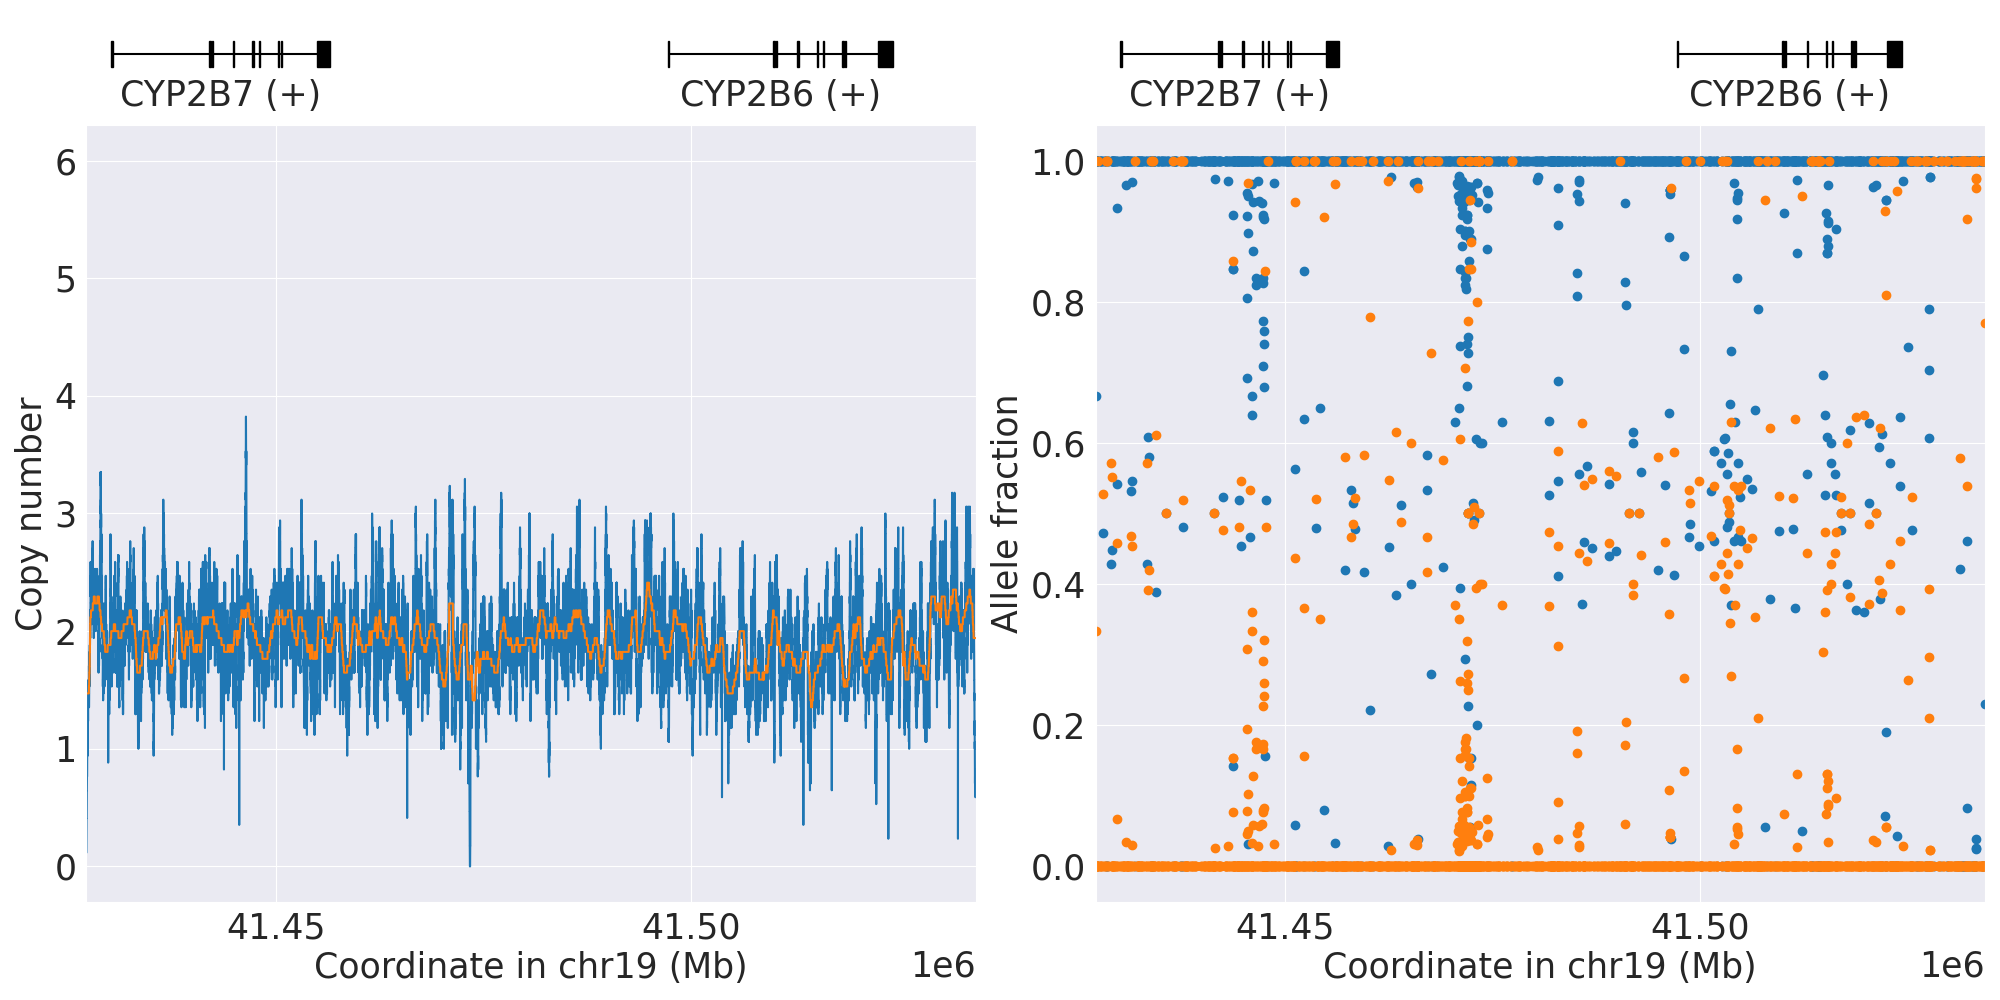 CYP2B7 (+)
CYP2B6 (+)
6
5
4
3
2
1
0
Copy number
41.45
41.50
Coordinate in chr19 (Mb)
1e6
CYP2B7 (+)
CYP2B6 (+)
1.0
0.8
0.6
0.4
0.2
0.0
Allele fraction
41.45
41.50
Coordinate in chr19 (Mb)
1e6